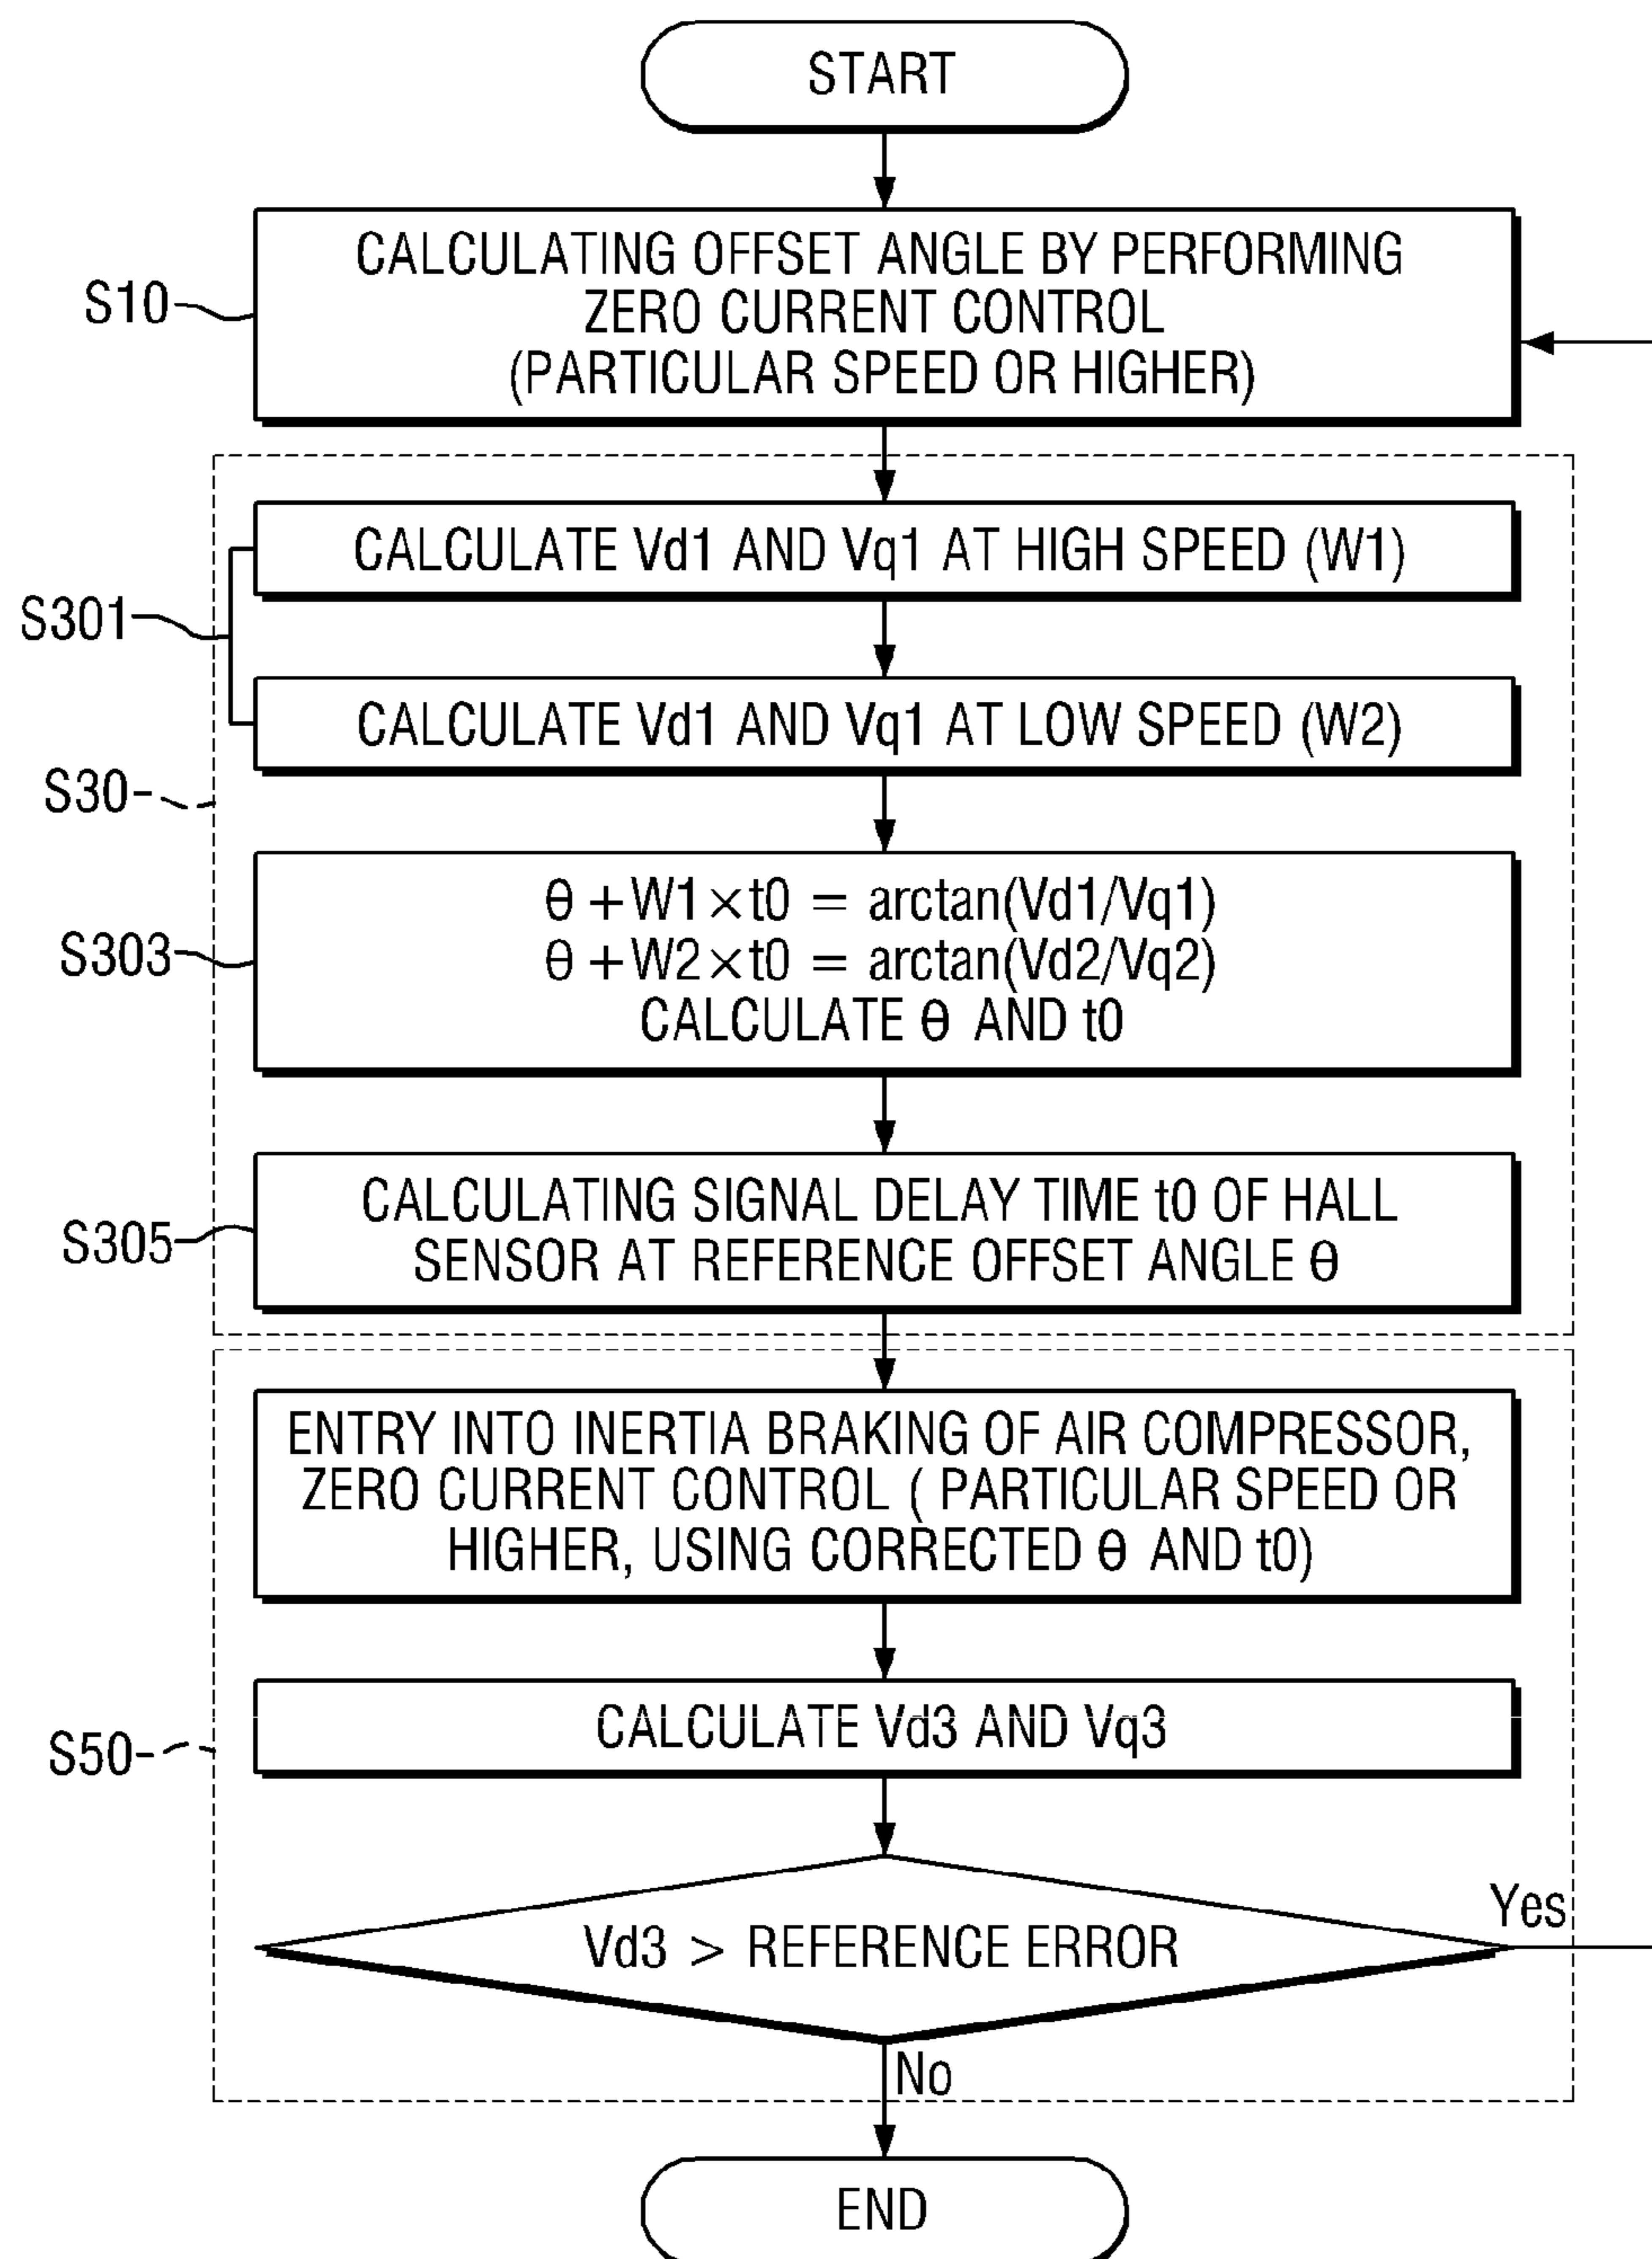 START
S10
CALCULATING OFFSET ANGLE BY PERFORMING
ZERO CURRENT CONTROL
(PARTICULAR SPEED OR HIGHER)
CALCULATE Vd1 AND Vq1 AT HIGH SPEED (W1)
S301
CALCULATE Vd1 AND Vq1 AT LOW SPEED (W2)
S30
θ +W1×t0 = arctan(Vd1/Vq1)
S303
θ +W2×t0 = arctan(Vd2/Vq2)
CALCULATE θ AND t0
S305
CALCULATING SIGNAL DELAY TIME t0 OF HALL
SENSOR AT REFERENCE OFFSET ANGLE θ
ENTRY INTO INERTIA BRAKING OF AIR COMPRESSOR,
ZERO CURRENT CONTROL ( PARTICULAR SPEED OR
HIGHER, USING CORRECTED θ AND t0)
CALCULATE Vd3 AND Vq3
S50
Yes
Vd3 > REFERENCE ERROR
No
END